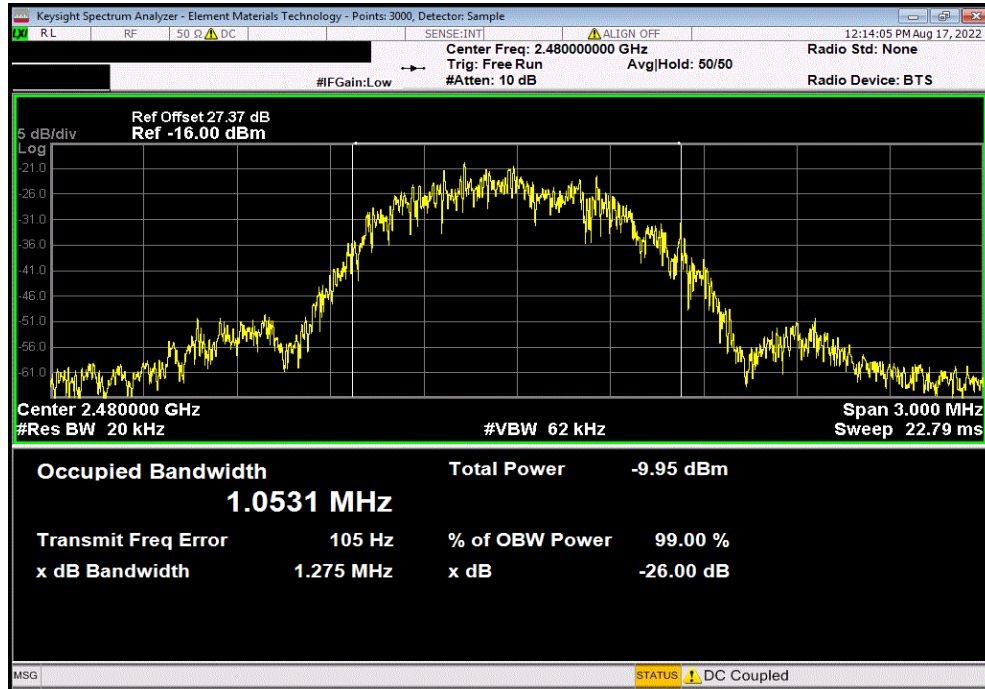 Keysight Spectrum Analyzer - Element Materials Technology - Points: 3000, Detector: Sample
LXI RL RF 50 Ω DC SENSE:INT ALIGN OFF 12:14:05 PM Aug 17, 2022
Center Freq: 2.480000000 GHz Radio Std: None
Trig: Free Run Avg|Hold: 50/50
#IFGain:Low #Atten: 10 dB Radio Device: BTS
Ref Offset 27.37 dB
5 dB/div Ref -16.00 dBm
Log
-21.0
-26.0
-31.0
-36.0
-41.0
-46.0
-51.0
-56.0
-61.0
Center 2.480000 GHz Span 3.000 MHz
#Res BW 20 kHz #VBW 62 kHz Sweep 22.79 ms
Occupied Bandwidth Total Power -9.95 dBm
1.0531 MHz
Transmit Freq Error 105 Hz % of OBW Power 99.00 %
x dB Bandwidth 1.275 MHz x dB -26.00 dB
MSG STATUS DC Coupled